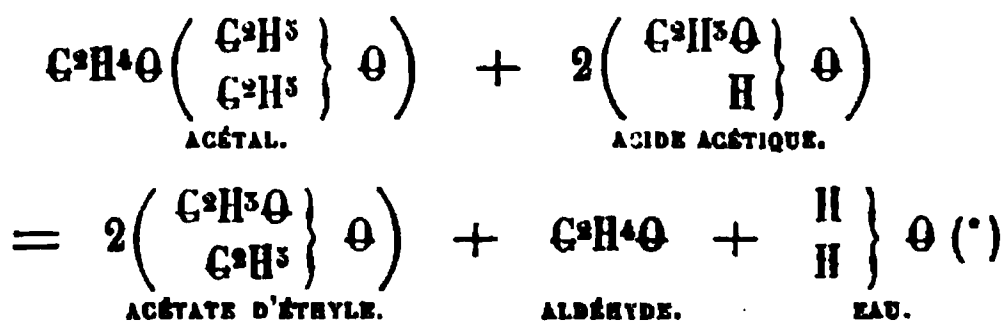 C²H⁴O ( C²H⁵ C²H⁵ } O ) + 2 ( C²H³O H } O )
ACÉTAL. ACIDE ACÉTIQUE.
= 2 ( C²H³O C²H⁵ } O ) + C²H⁴O + H H } O (*)
ACÉTATE D'ÉTHYLE. ALDÉHYDE. EAU.